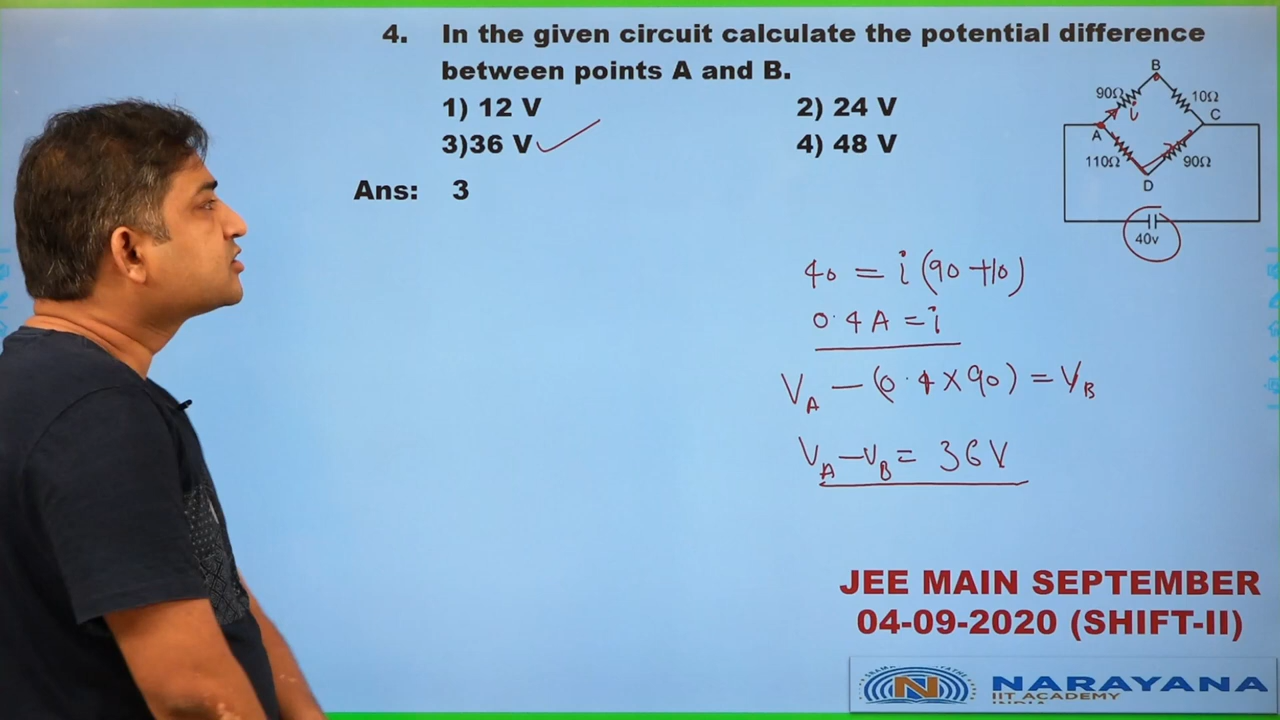 4. In the given circuit calculate the potential difference
between points A and B.
1) 12 V 2) 24 V
3)36 V 4) 48 V
Ans: 3
B
90Ω 10Ω
i
C
A
110Ω 90Ω
D
40v
40 = i (90 +10)
0.4A = i
V_A — (0.4 × 90) = V_B
V_A — V_B = 36 V
JEE MAIN SEPTEMBER
04-09-2020 (SHIFT-II)
N NARAYANA
IIT ACADEMY
INDIA